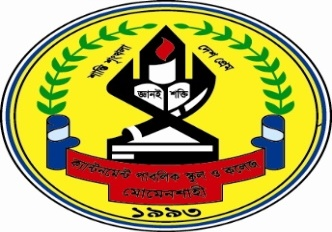 শান্তি শৃংখলা
দেশ প্রেম
জ্ঞানই শক্তি
ক্যান্টনমেন্ট পাবলিক স্কুল ও কলেজ
মোমেনশাহী
১৯৯৩